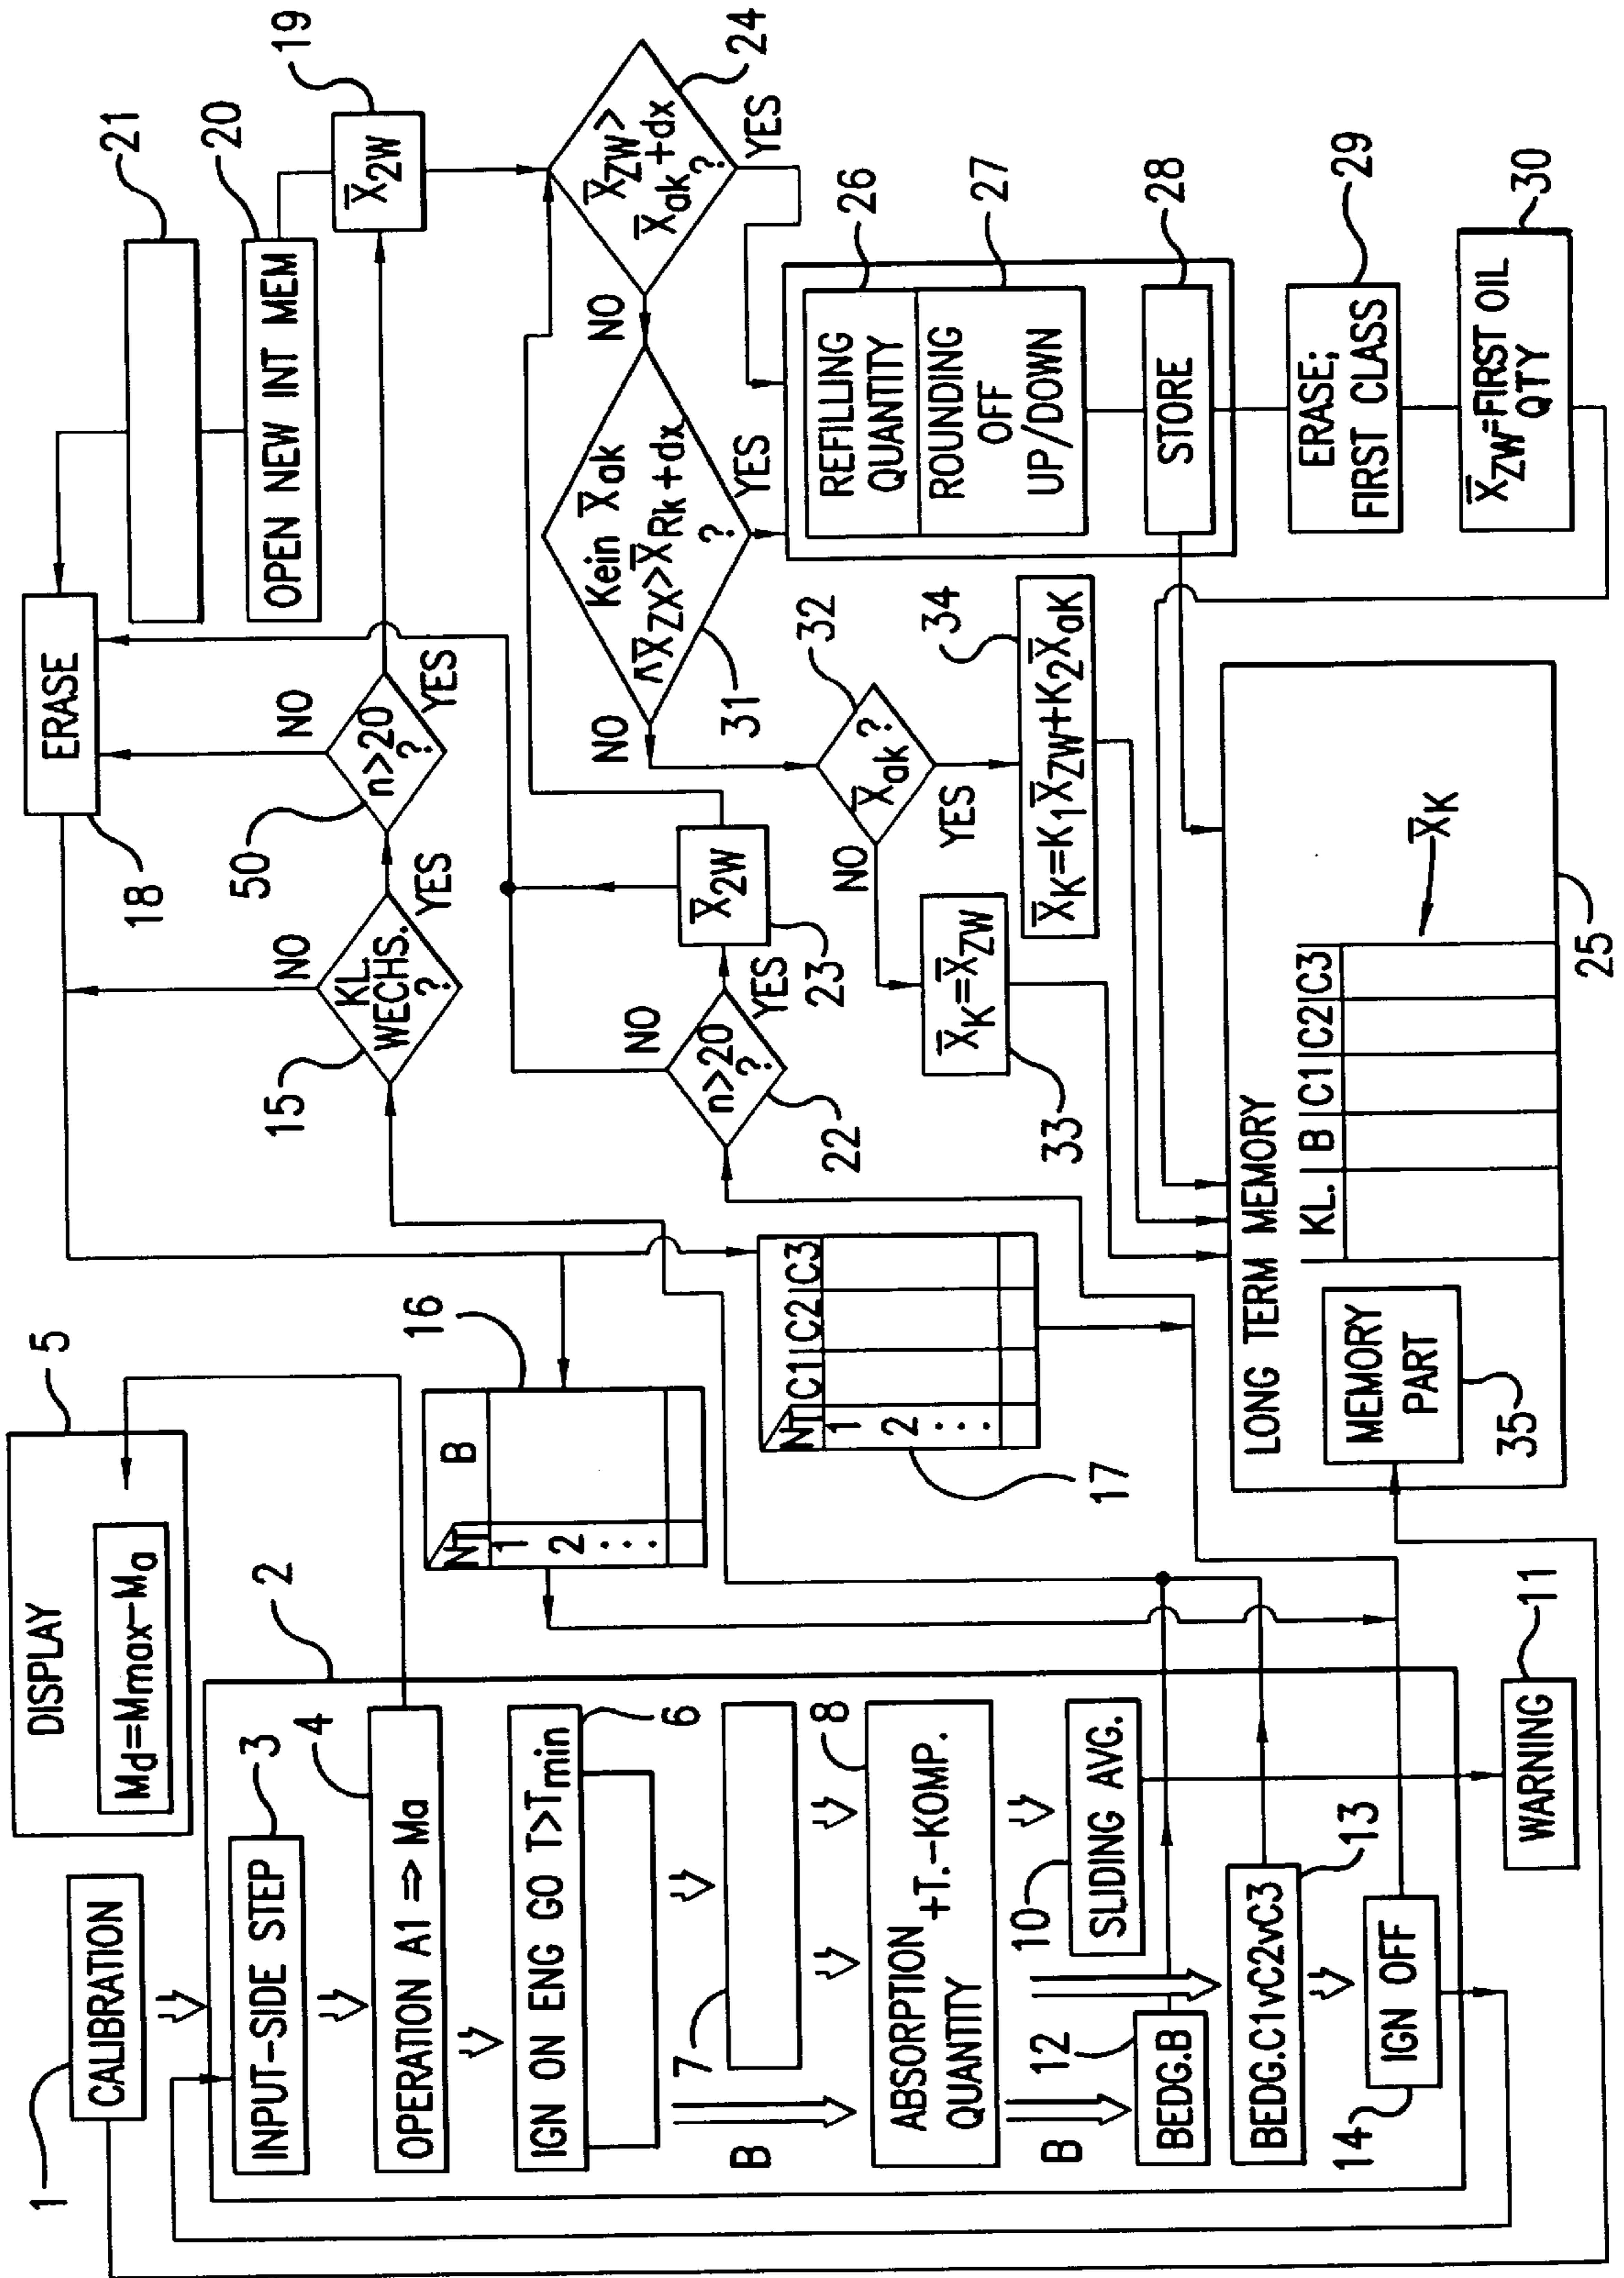 1
CALIBRATION
DISPLAY
Md=Mmax-Mo
5
2
INPUT-SIDE STEP
3
OPERATION A1 => Ma
4
IGN ON ENG GO T>Tmin
6
7
B
ABSORPTION
QUANTITY
+T.-KOMP.
8
B
10
SLIDING AVG.
12
BEDG.B
BEDG.C1vC2vC3
13
14
IGN OFF
WARNING
11
NT
B
1
2
...
16
NT C1 C2 C3
1
2
...
17
ERASE
18
15
KL.
WECHS.
?
NO
YES
50
n>20
?
NO
YES
21
OPEN NEW INT MEM
20
X̅2W
19
n>20
?
22
NO
YES
X̅2W
23
X̅ZW>
X̅ak+dx
?
24
NO
YES
Kein X̅ak
∧X̅ZX>X̅Rk+dx
?
31
NO
YES
REFILLING
QUANTITY
26
ROUNDING
OFF
UP/DOWN
27
STORE
28
ERASE;
FIRST CLASS
29
X̅ZW=FIRST OIL
QTY
30
X̅ak?
32
NO
YES
X̅K=X̅ZW
33
X̅K=K1X̅ZW+K2X̅aK
34
LONG TERM MEMORY
MEMORY
PART
35
KL. B C1 C2 C3
X̅K
25